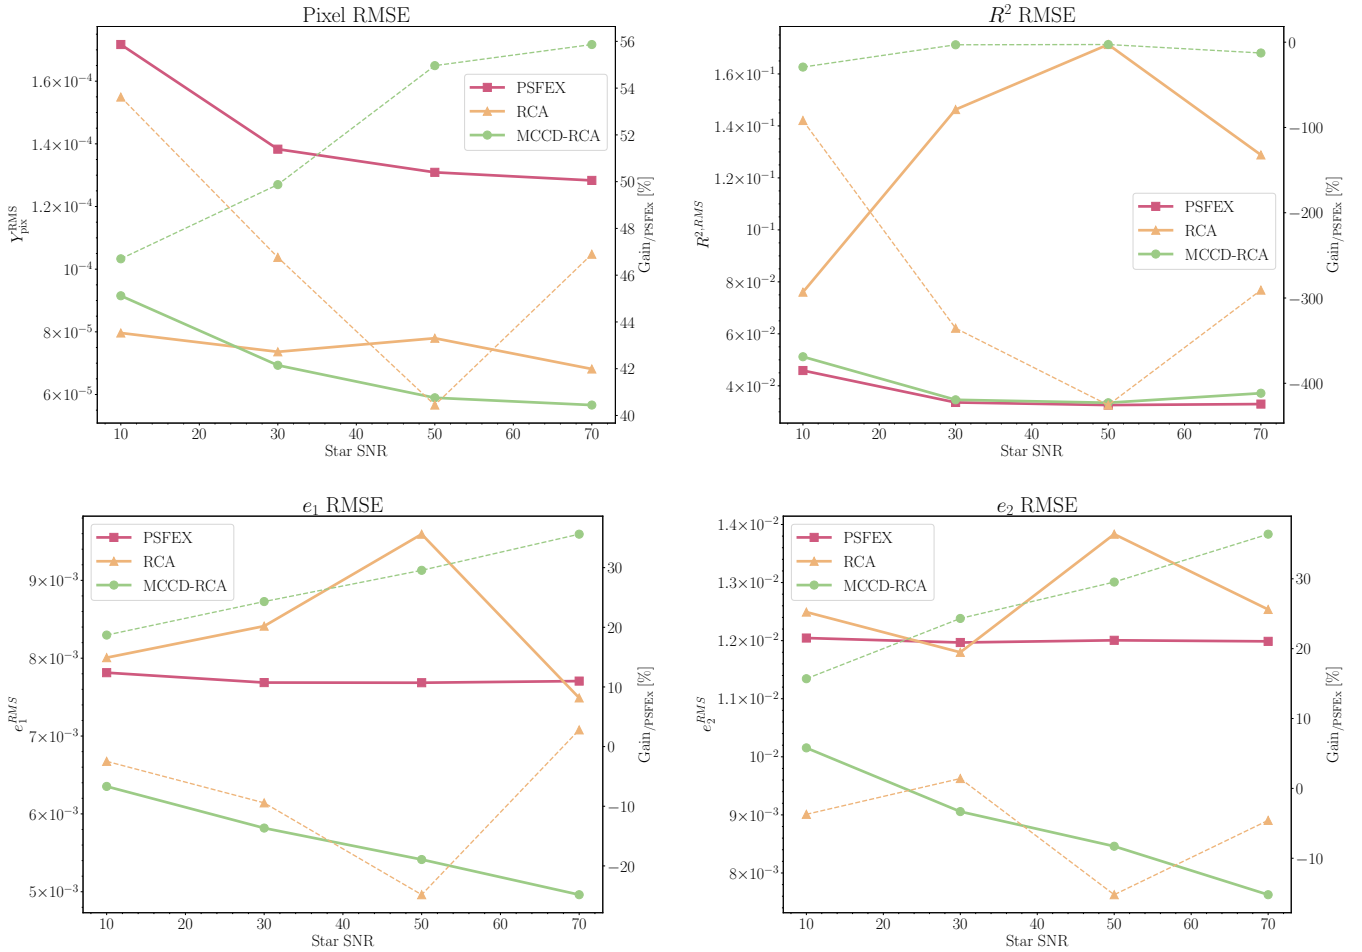 Pixel RMSE
1.6×10⁻⁴
1.4×10⁻⁴
1.2×10⁻⁴
10⁻⁴
8×10⁻⁵
6×10⁻⁵
Y_pix^RMS
PSFEX
RCA
MCCD-RCA
56
54
52
50
48
46
44
42
40
Gain/PSFEx [%]
10 20 30 40 50 60 70
Star SNR
R² RMSE
1.6×10⁻¹
1.4×10⁻¹
1.2×10⁻¹
10⁻¹
8×10⁻²
6×10⁻²
4×10⁻²
R^2,RMS
PSFEX
RCA
MCCD-RCA
0
−100
−200
−300
−400
Gain/PSFEx [%]
10 20 30 40 50 60 70
Star SNR
e₁ RMSE
9×10⁻³
8×10⁻³
7×10⁻³
6×10⁻³
5×10⁻³
e₁^RMS
PSFEX
RCA
MCCD-RCA
30
20
10
0
−10
−20
Gain/PSFEx [%]
10 20 30 40 50 60 70
Star SNR
e₂ RMSE
1.4×10⁻²
1.3×10⁻²
1.2×10⁻²
1.1×10⁻²
10⁻²
9×10⁻³
8×10⁻³
e₂^RMS
PSFEX
RCA
MCCD-RCA
30
20
10
0
−10
Gain/PSFEx [%]
10 20 30 40 50 60 70
Star SNR